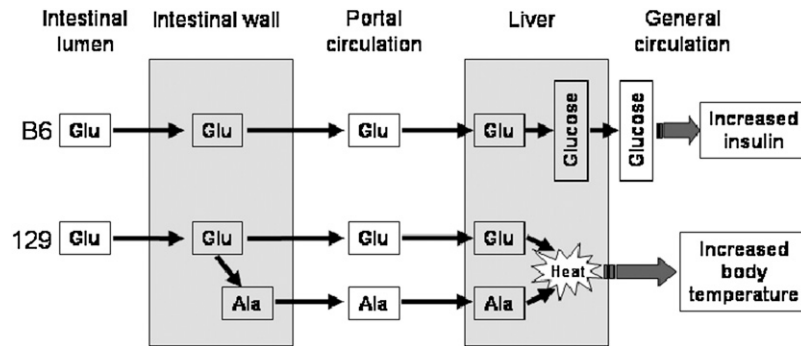 Intestinal lumen
Intestinal wall
Portal circulation
Liver
General circulation
B6
Glu
Glu
Glu
Glu
Glucose
Glucose
Increased insulin
129
Glu
Glu
Glu
Glu
Heat
Increased body temperature
Ala
Ala
Ala